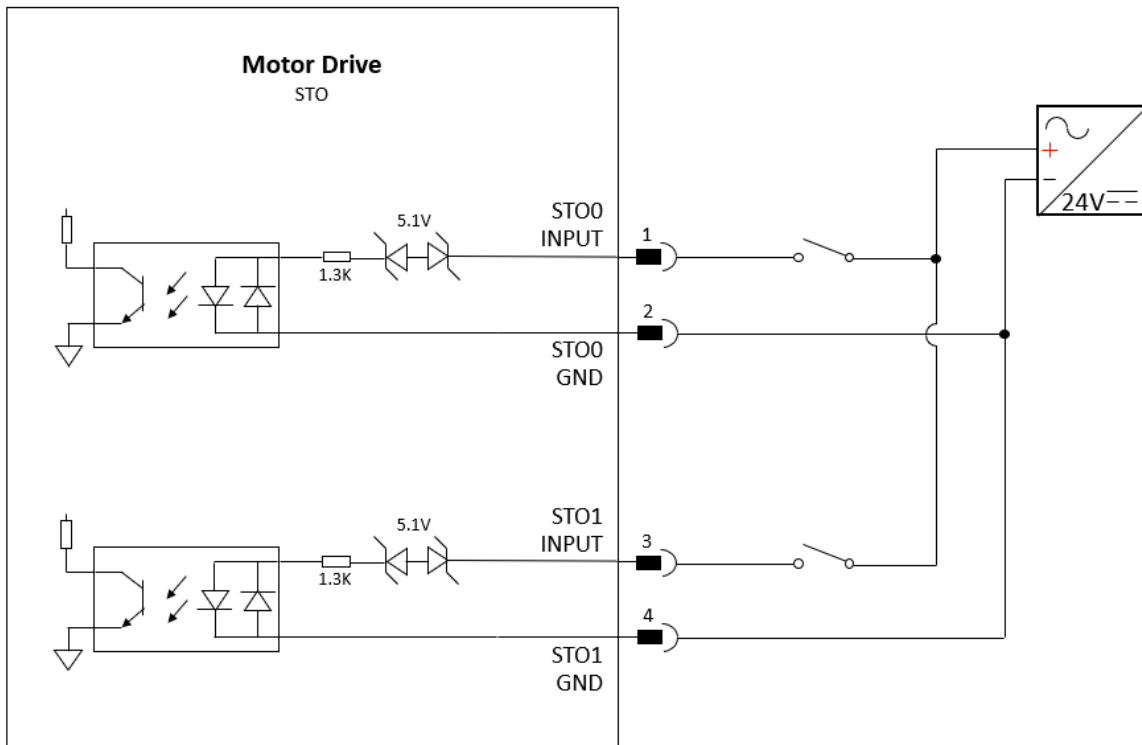 Motor Drive
STO
5.1V
STO0
INPUT
1
1.3K
2
STO0
GND
+
−
24V
5.1V
STO1
INPUT
3
1.3K
4
STO1
GND